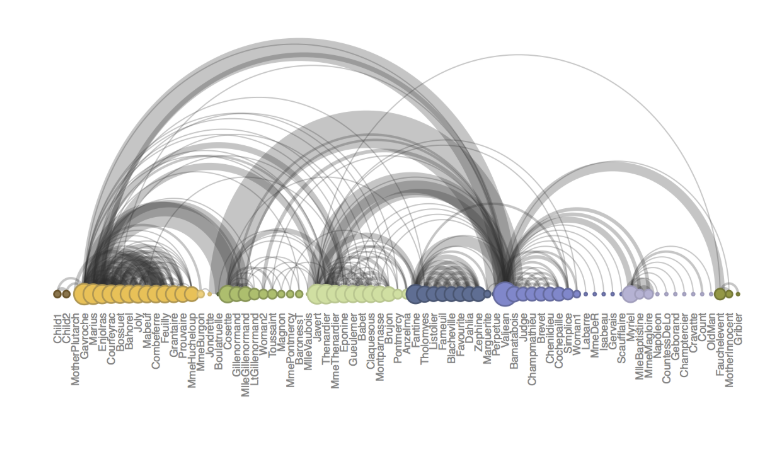 Child1
Child2
MotherPlutarch
Gavroche
Marius
Enjolras
Courfeyrac
Bossuet
Bahorel
Joly
Mabeuf
Combeferre
Feuilly
Grantaire
Prouvaire
MmeHucheloup
MmeBurgon
Jondrette
Boulatruelle
Cosette
Gillenormand
MlleGillenormand
LtGillenormand
Woman2
Toussaint
Magnon
MmePontmercy
BaronessT
MlleVaubois
Javert
Thenardier
MmeThenardier
Eponine
Gueulemer
Babet
Claquesous
Montparnasse
Brujon
Pontmercy
Anzelma
Fantine
Tholomyes
Listolier
Fameuil
Blacheville
Favourite
Dahlia
Zephine
Marguerite
Perpetue
Valjean
Bamatabois
Judge
Champmathieu
Brevet
Chenildieu
Cochepaille
Simplice
Woman1
Labarre
MmeDeR
Isabeau
Gervais
Scaufflaire
Myriel
MlleBaptistine
MmeMagloire
Napoleon
CountessDeLo
Geborand
Champtercier
Cravatte
Count
OldMan
Fauchelevent
MotherInnocent
Gribier